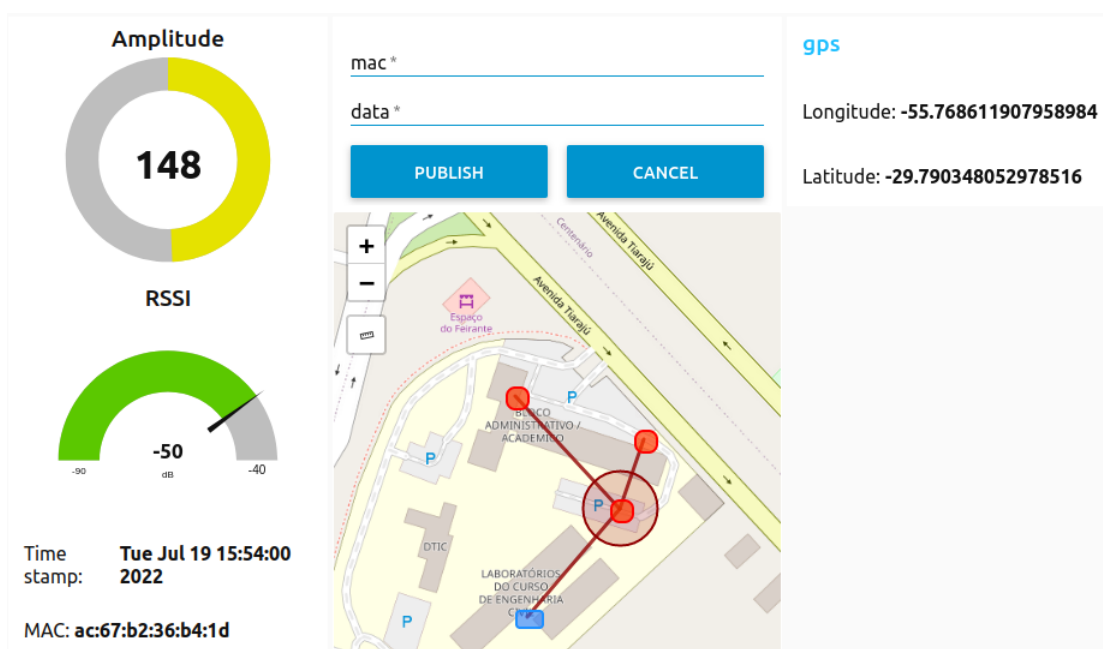 Amplitude
148
RSSI
-50
dB
-90
-40
Time stamp: Tue Jul 19 15:54:00
2022
MAC: ac:67:b2:36:b4:1d
mac *
data *
PUBLISH
CANCEL
+
−
Centenário
Avenida Tiarajú
Avenida Tiarajú
Espaço
do Feirante
P
BLOCO
ADMINISTRATIVO /
ACADEMICO
P
P
DTIC
LABORATÓRIOS
DO CURSO
DE ENGENHARIA
CIVIL
P
gps
Longitude: -55.768611907958984
Latitude: -29.790348052978516